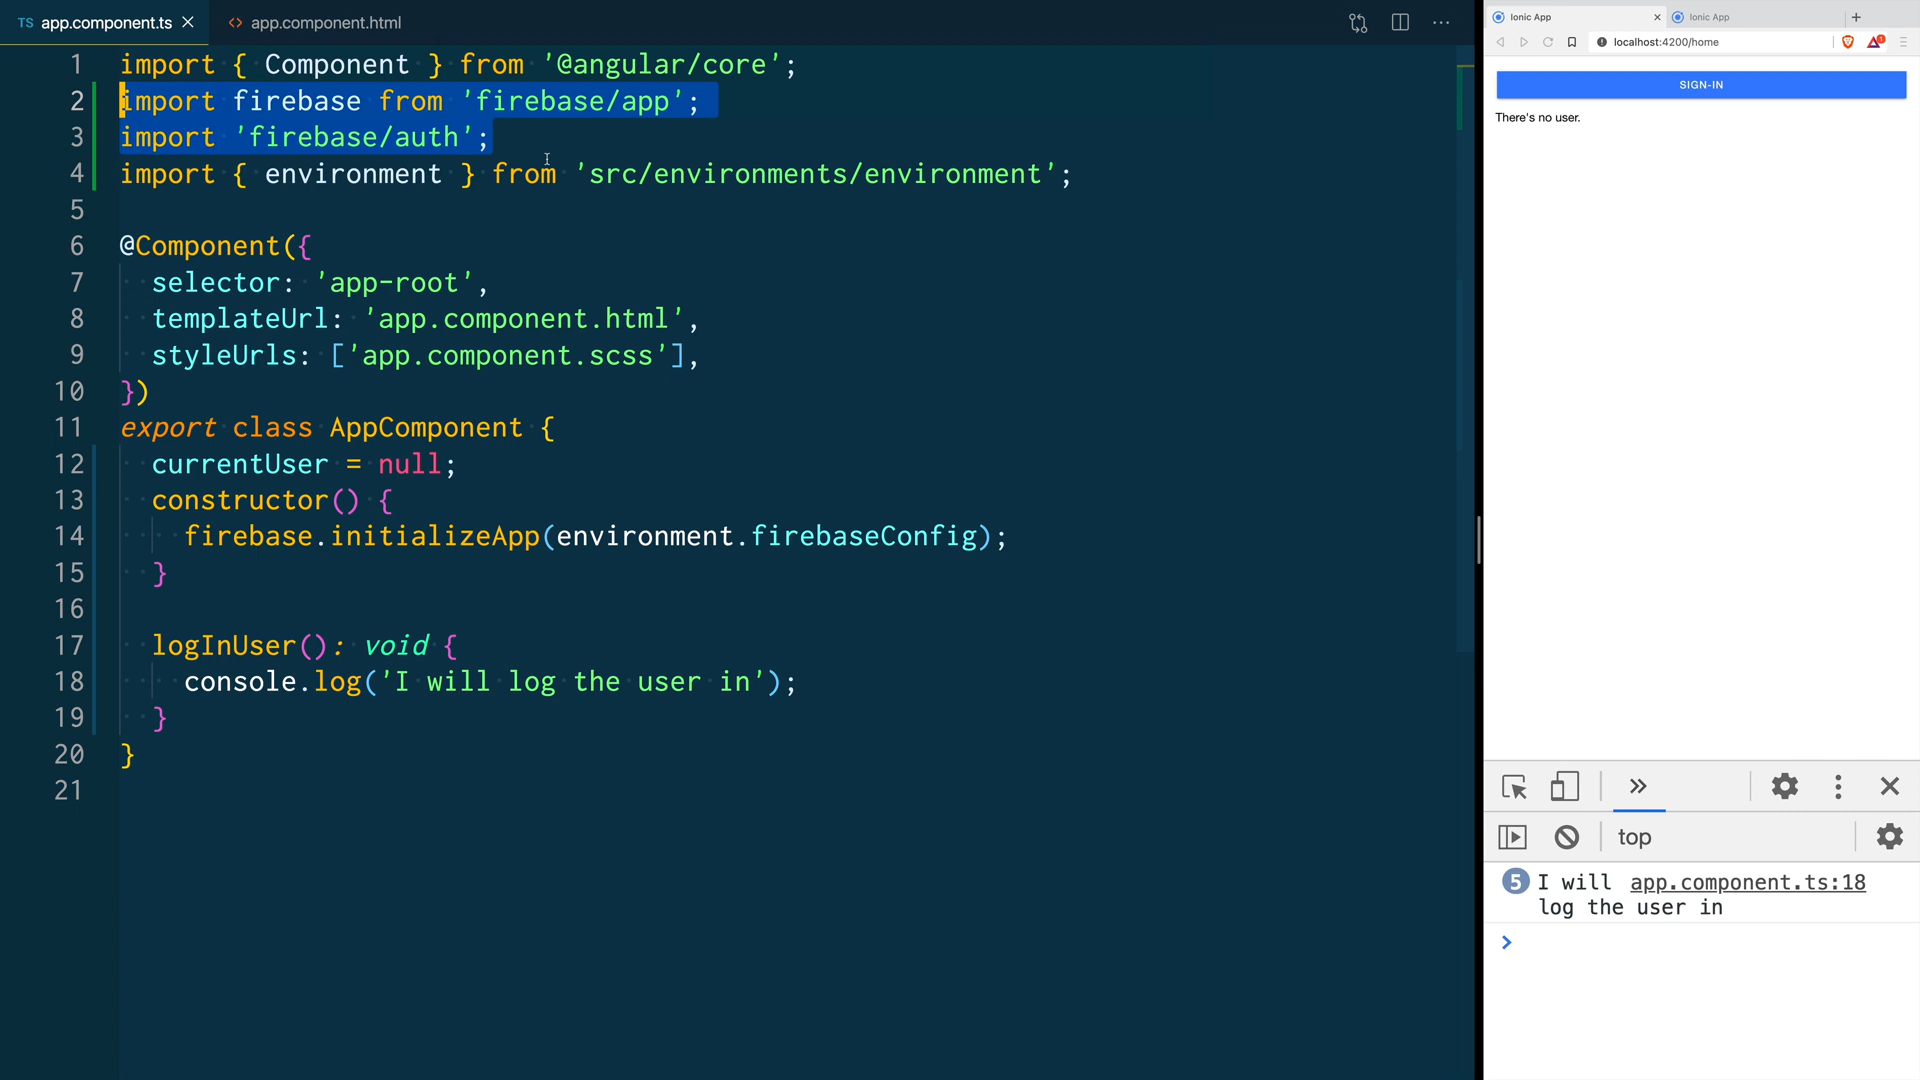 TS app.component.ts
<> app.component.html
1 import { Component } from '@angular/core';
2 import firebase from 'firebase/app';
3 import 'firebase/auth';
4 import { environment } from 'src/environments/environment';
5
6 @Component({
7 selector: 'app-root',
8 templateUrl: 'app.component.html',
9 styleUrls: ['app.component.scss'],
10 })
11 export class AppComponent {
12 currentUser = null;
13 constructor() {
14 firebase.initializeApp(environment.firebaseConfig);
15 }
16
17 logInUser(): void {
18 console.log('I will log the user in');
19 }
20 }
21
Ionic App
Ionic App
localhost:4200/home
1
SIGN-IN
There's no user.
top
5 I will app.component.ts:18
log the user in